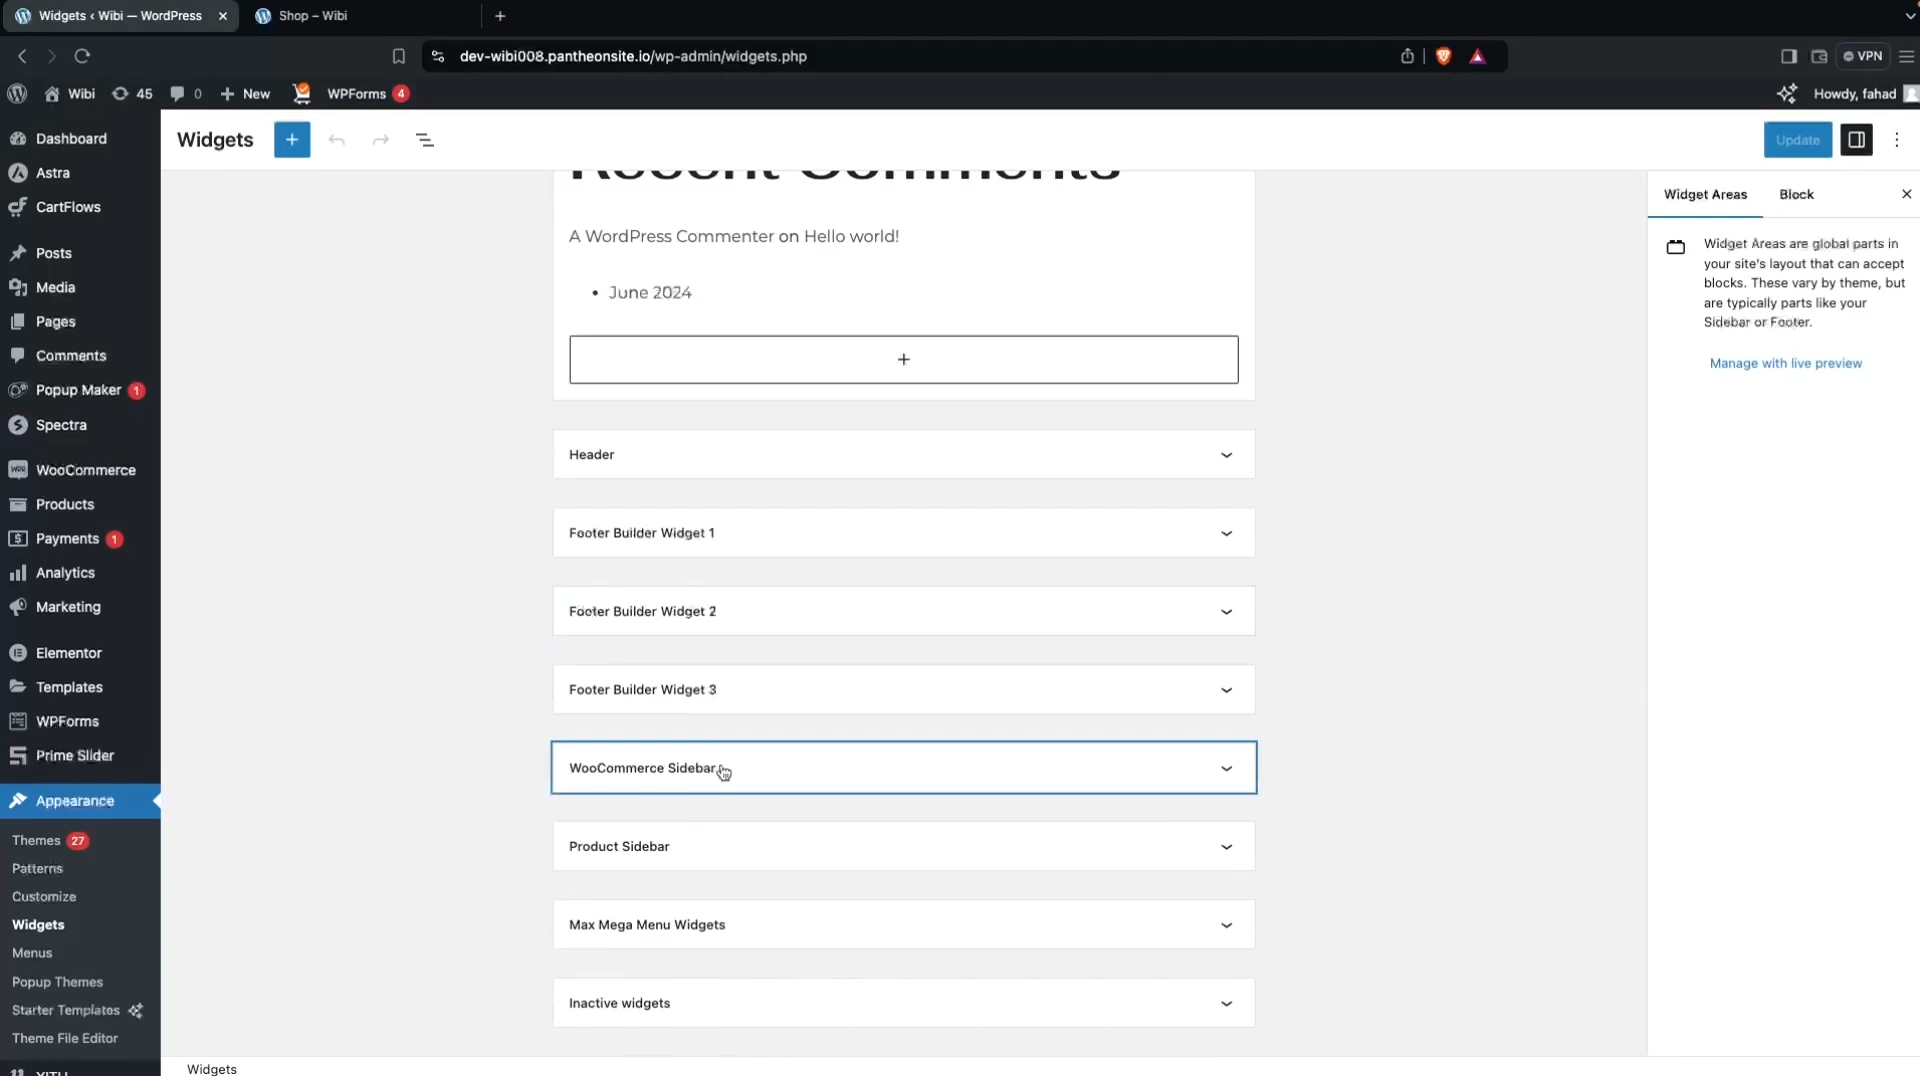 Widgets ‹ Wibi — WordPress
Shop – Wibi
dev-wibi008.pantheonsite.io/wp-admin/widgets.php
VPN
Wibi
45
0
New
WPForms 4
Howdy, fahad
Dashboard
Astra
CartFlows
Posts
Media
Pages
Comments
Popup Maker 1
Spectra
WooCommerce
Products
Payments 1
Analytics
Marketing
Elementor
Templates
WPForms
Prime Slider
Appearance
Themes 27
Patterns
Customize
Widgets
Menus
Popup Themes
Starter Templates
Theme File Editor
Widgets
Update
Recent Comments
A WordPress Commenter on Hello world!
• June 2024
Header
Footer Builder Widget 1
Footer Builder Widget 2
Footer Builder Widget 3
WooCommerce Sidebar
Product Sidebar
Max Mega Menu Widgets
Inactive widgets
Widgets
Widget Areas
Block
Widget Areas are global parts in
your site's layout that can accept
blocks. These vary by theme, but
are typically parts like your
Sidebar or Footer.
Manage with live preview